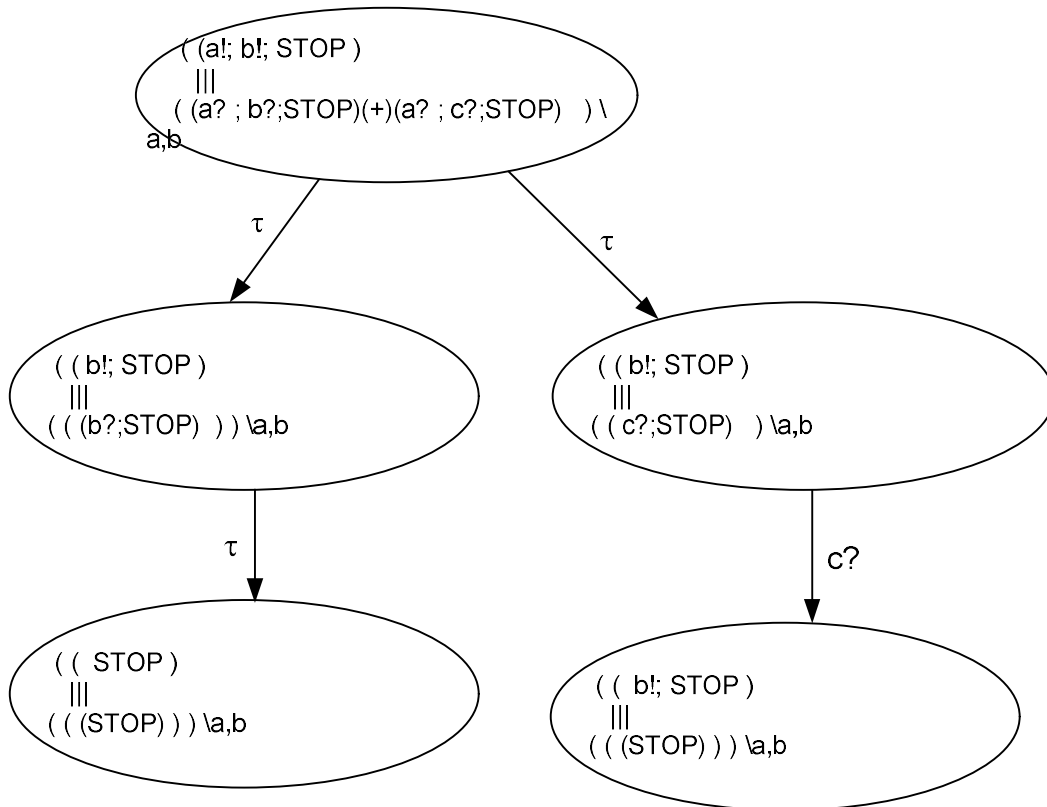 ( (a!; b!; STOP )
|||
( (a? ; b?;STOP)(+)(a? ; c?;STOP) ) \
a,b
τ
τ
( ( b!; STOP )
|||
( ( (b?;STOP) ) ) \a,b
( ( b!; STOP )
|||
( ( c?;STOP) ) \a,b
τ
c?
( ( STOP )
|||
( ( (STOP) ) ) \a,b
( ( b!; STOP )
|||
( ( (STOP) ) ) \a,b